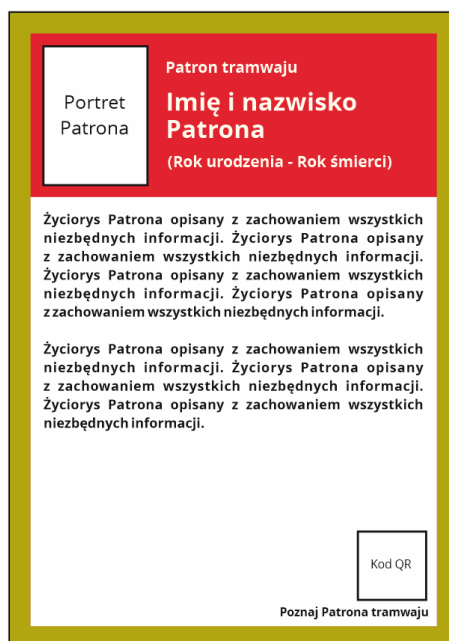 Portret
Patrona
Patron tramwaju
Imię i nazwisko
Patrona
(Rok urodzenia - Rok śmierci)
Życiorys Patrona opisany z zachowaniem wszystkich
niezbędnych informacji. Życiorys Patrona opisany
z zachowaniem wszystkich niezbędnych informacji.
Życiorys Patrona opisany z zachowaniem wszystkich
niezbędnych informacji. Życiorys Patrona opisany
z zachowaniem wszystkich niezbędnych informacji.
Życiorys Patrona opisany z zachowaniem wszystkich
niezbędnych informacji. Życiorys Patrona opisany
z zachowaniem wszystkich niezbędnych informacji.
Życiorys Patrona opisany z zachowaniem wszystkich
niezbędnych informacji.
Kod QR
Poznaj Patrona tramwaju